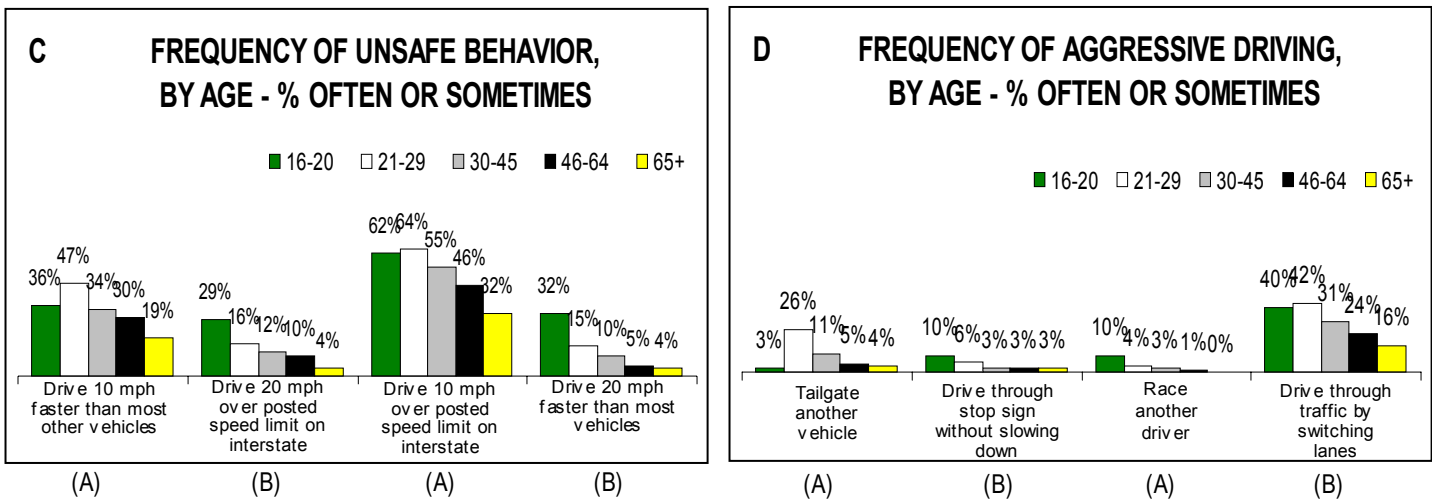 C FREQUENCY OF UNSAFE BEHAVIOR,
BY AGE - % OFTEN OR SOMETIMES
16-20 21-29 30-45 46-64 65+
36% 47% 34% 30% 19%
29% 16% 12% 10% 4%
62% 64% 55% 46% 32%
32% 15% 10% 5% 4%
Drive 10 mph
faster than most
other vehicles
Drive 20 mph
over posted
speed limit on
interstate
Drive 10 mph
over posted
speed limit on
interstate
Drive 20 mph
faster than most
vehicles
(A) (B) (A) (B)
D FREQUENCY OF AGGRESSIVE DRIVING,
BY AGE - % OFTEN OR SOMETIMES
16-20 21-29 30-45 46-64 65+
3% 26% 11% 5% 4%
10% 6% 3% 3% 3%
10% 4% 3% 1% 0%
40% 42% 31% 24% 16%
Tailgate
another
vehicle
Drive through
stop sign
without slowing
down
Race
another
driver
Drive through
traffic by
switching
lanes
(A) (B) (A) (B)